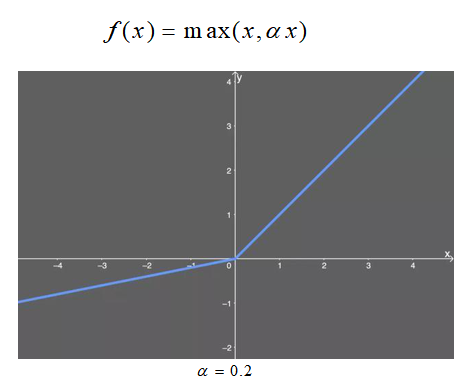 f(x) = max(x, αx)
y
4
3
2
1
-4 -3 -2 -1 0 1 2 3 4 x
-1
-2
α = 0.2